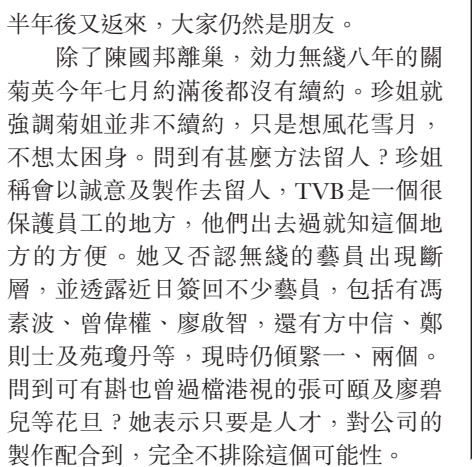 半年後又返來，大家仍然是朋友。
除了陳國邦離巢，効力無綫八年的關
菊英今年七月約滿後都沒有續約。珍姐就
強調菊姐並非不續約，只是想風花雪月，
不想太困身。問到有甚麼方法留人？珍姐
稱會以誠意及製作去留人，TVB是一個很
保護員工的地方，他們出去過就知這個地
方的方便。她又否認無綫的藝員出現斷
層，並透露近日簽回不少藝員，包括有馮
素波、曾偉權、廖啟智，還有方中信、鄭
則士及苑瓊丹等，現時仍傾緊一、兩個。
問到可有斟也曾過檔港視的張可頤及廖碧
兒等花旦？她表示只要是人才，對公司的
製作配合到，完全不排除這個可能性。